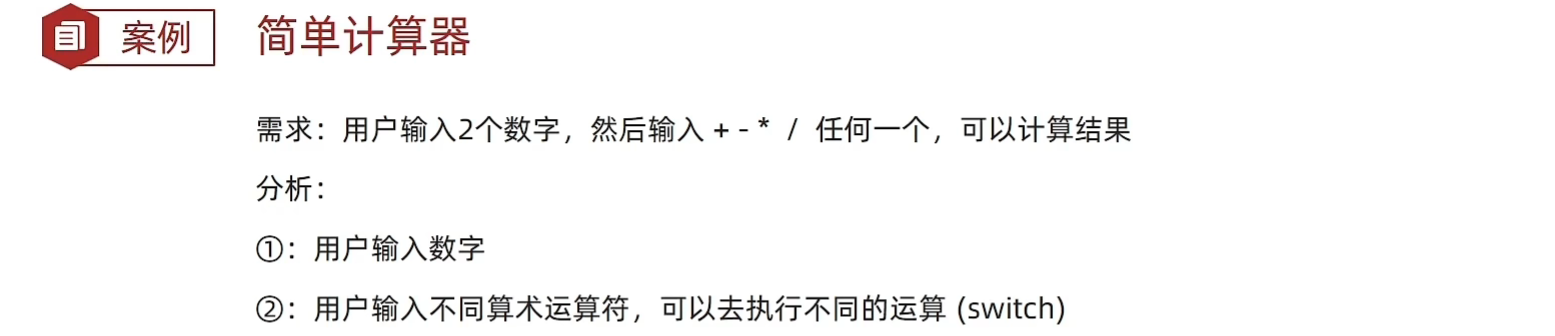 案例 简单计算器
需求：用户输入2个数字，然后输入 + - * / 任何一个，可以计算结果
分析：
①：用户输入数字
②：用户输入不同算术运算符，可以去执行不同的运算 (switch)